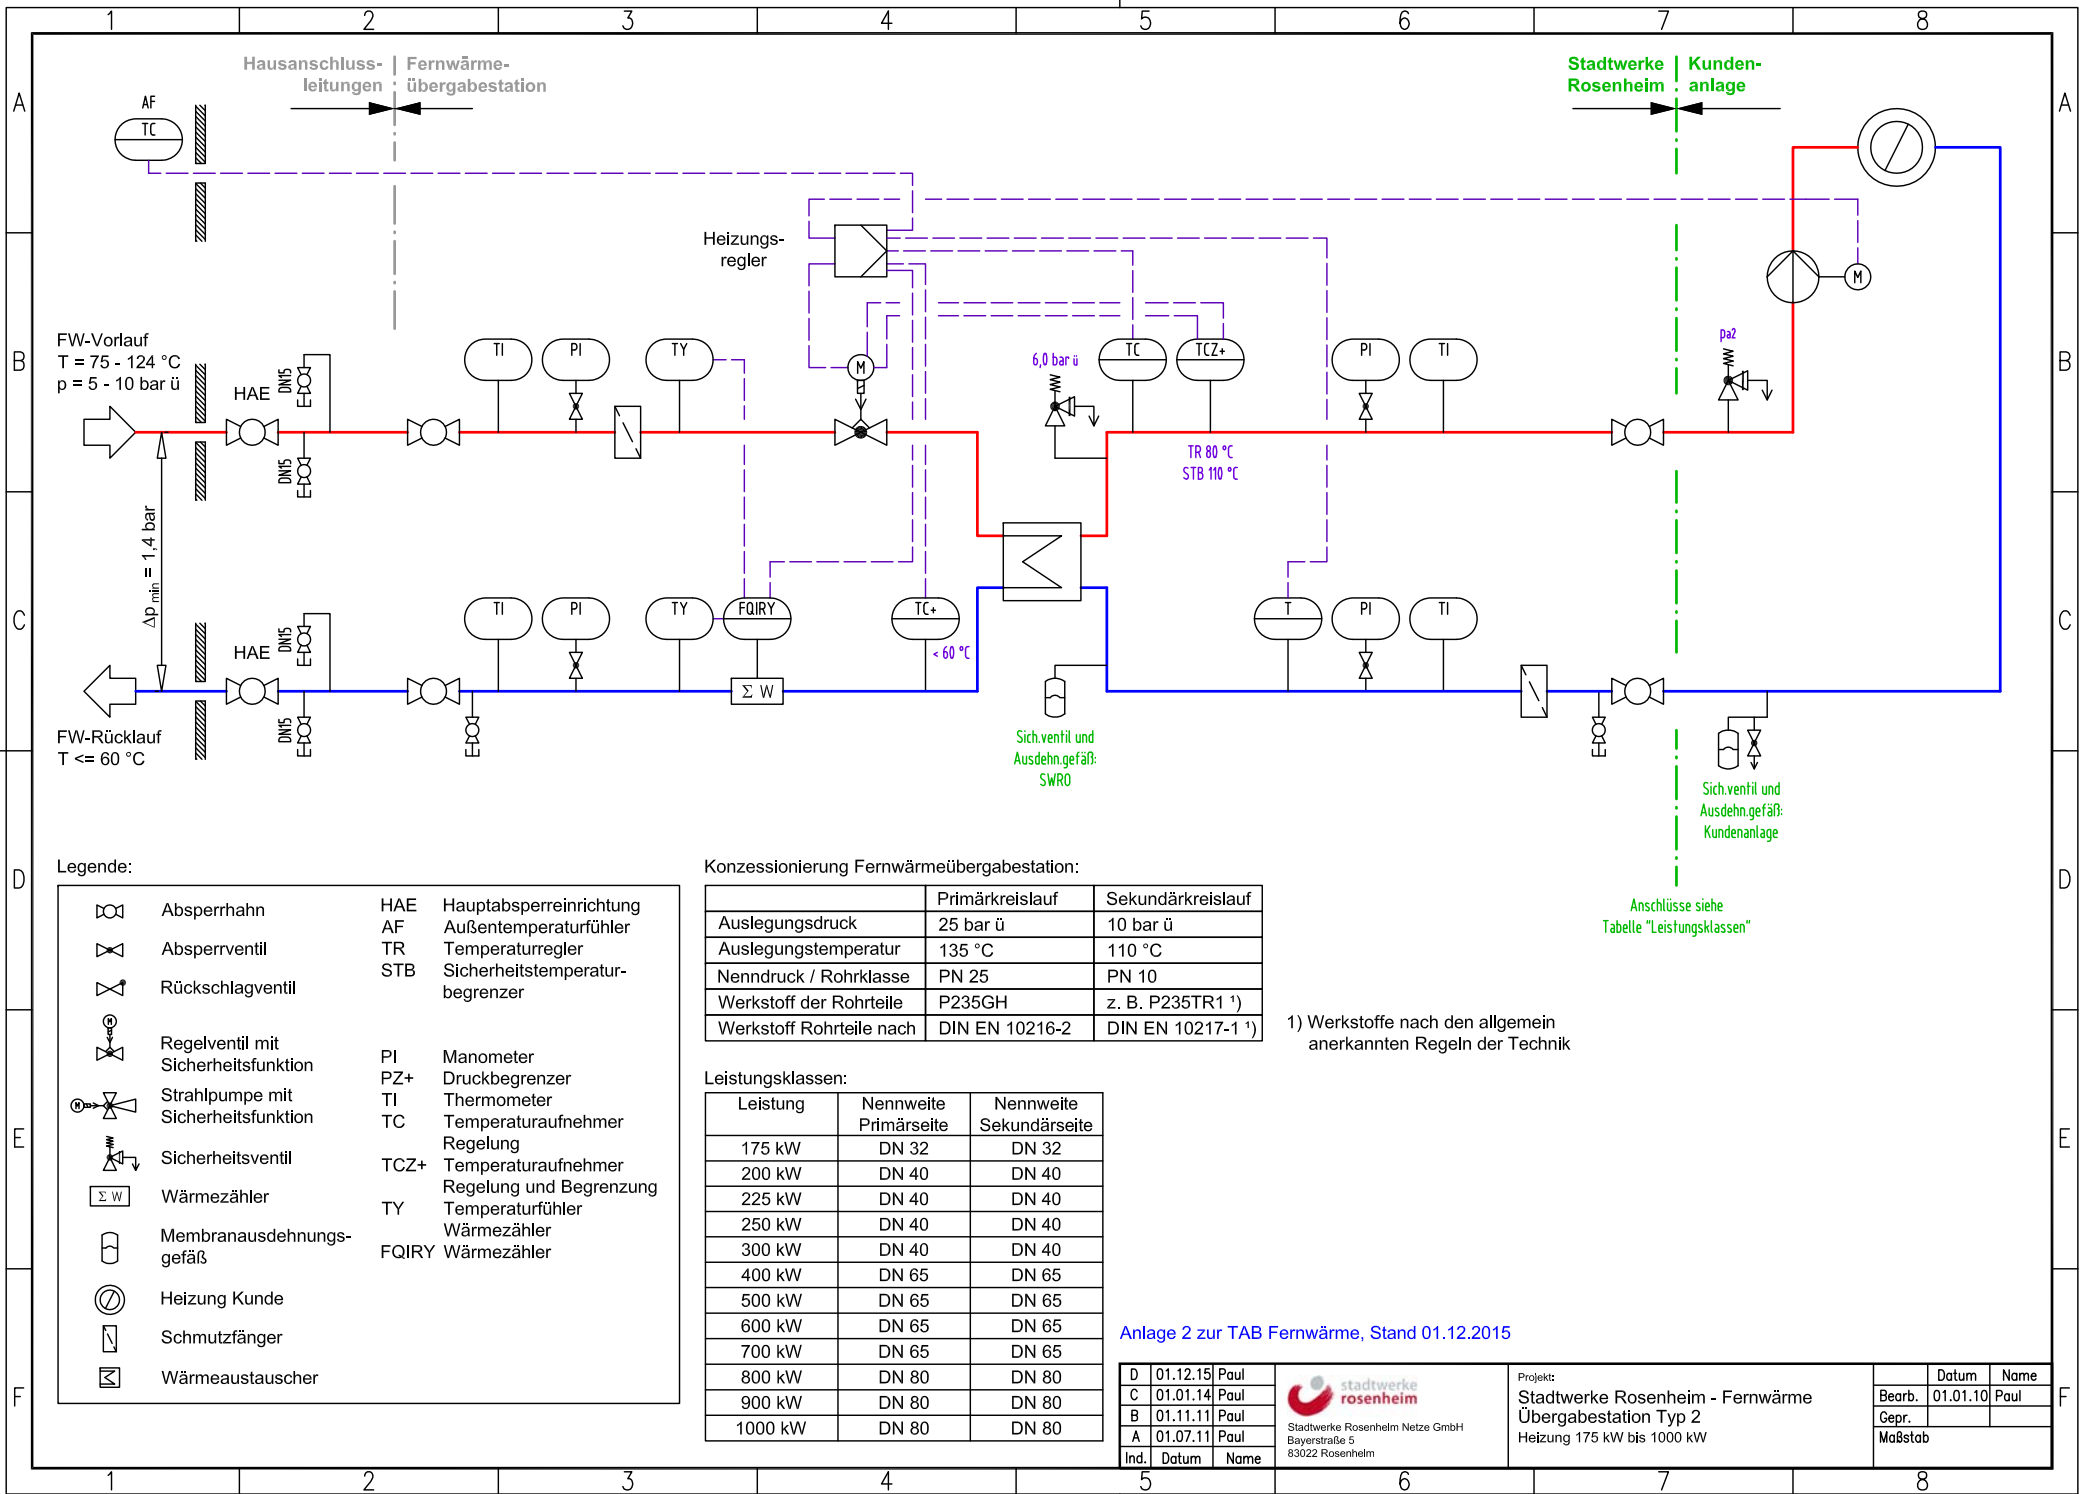 1 2 3 4 5 6 7 8
A A
B B
C C
D D
E E
F F
Hausanschluss-
leitungen
Fernwärme-
übergabestation
Stadtwerke
Rosenheim
Kunden-
anlage
AF
TC
Heizungs-
regler
M
FW-Vorlauf
T = 75 - 124 °C
p = 5 - 10 bar ü
HAE
DN15
DN15
TI
PI
TY
M
6,0 bar ü
TC
TCZ+
TR 80 °C
STB 110 °C
PI
TI
pa2
Δp min = 1,4 bar
HAE
DN15
DN15
TI
PI
TY
FQIRY
Σ W
TC+
< 60 °C
T
PI
TI
FW-Rücklauf
T <= 60 °C
Sich.ventil und
Ausdehn.gefäß:
SWRO
Sich.ventil und
Ausdehn.gefäß:
Kundenanlage
Anschlüsse siehe
Tabelle "Leistungsklassen"
Legende:
Absperrhahn
Absperrventil
Rückschlagventil
M
Regelventil mit
Sicherheitsfunktion
M
Strahlpumpe mit
Sicherheitsfunktion
Sicherheitsventil
Σ W Wärmezähler
Membranausdehnungs-
gefäß
Heizung Kunde
Schmutzfänger
Wärmeaustauscher
HAE Hauptabsperreinrichtung
AF Außentemperaturfühler
TR Temperaturregler
STB Sicherheitstemperatur-
begrenzer
PI Manometer
PZ+ Druckbegrenzer
TI Thermometer
TC Temperaturaufnehmer
Regelung
TCZ+ Temperaturaufnehmer
Regelung und Begrenzung
TY Temperaturfühler
Wärmezähler
FQIRY Wärmezähler
Konzessionierung Fernwärmeübergabestation:
Primärkreislauf Sekundärkreislauf
Auslegungsdruck 25 bar ü 10 bar ü
Auslegungstemperatur 135 °C 110 °C
Nenndruck / Rohrklasse PN 25 PN 10
Werkstoff der Rohrteile P235GH z. B. P235TR1 ¹)
Werkstoff Rohrteile nach DIN EN 10216-2 DIN EN 10217-1 ¹)
1) Werkstoffe nach den allgemein
anerkannten Regeln der Technik
Leistungsklassen:
Leistung Nennweite Nennweite
Primärseite Sekundärseite
175 kW DN 32 DN 32
200 kW DN 40 DN 40
225 kW DN 40 DN 40
250 kW DN 40 DN 40
300 kW DN 40 DN 40
400 kW DN 65 DN 65
500 kW DN 65 DN 65
600 kW DN 65 DN 65
700 kW DN 65 DN 65
800 kW DN 80 DN 80
900 kW DN 80 DN 80
1000 kW DN 80 DN 80
Anlage 2 zur TAB Fernwärme, Stand 01.12.2015
D 01.12.15 Paul
C 01.01.14 Paul
B 01.11.11 Paul
A 01.07.11 Paul
Ind. Datum Name
stadtwerke
rosenheim
Stadtwerke Rosenheim Netze GmbH
Bayerstraße 5
83022 Rosenheim
Projekt:
Stadtwerke Rosenheim - Fernwärme
Übergabestation Typ 2
Heizung 175 kW bis 1000 kW
Datum Name
Bearb. 01.01.10 Paul
Gepr.
Maßstab
1 2 3 4 5 6 7 8